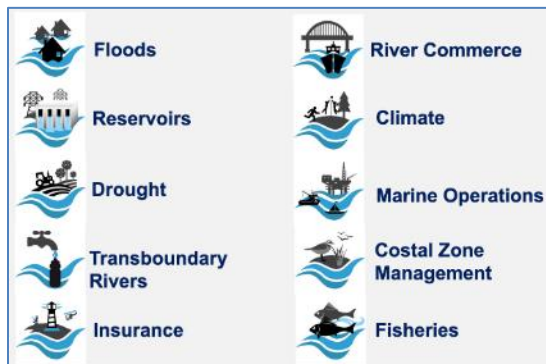 Floods
Reservoirs
Drought
Transboundary
Rivers
Insurance
River Commerce
Climate
Marine Operations
Costal Zone
Management
Fisheries